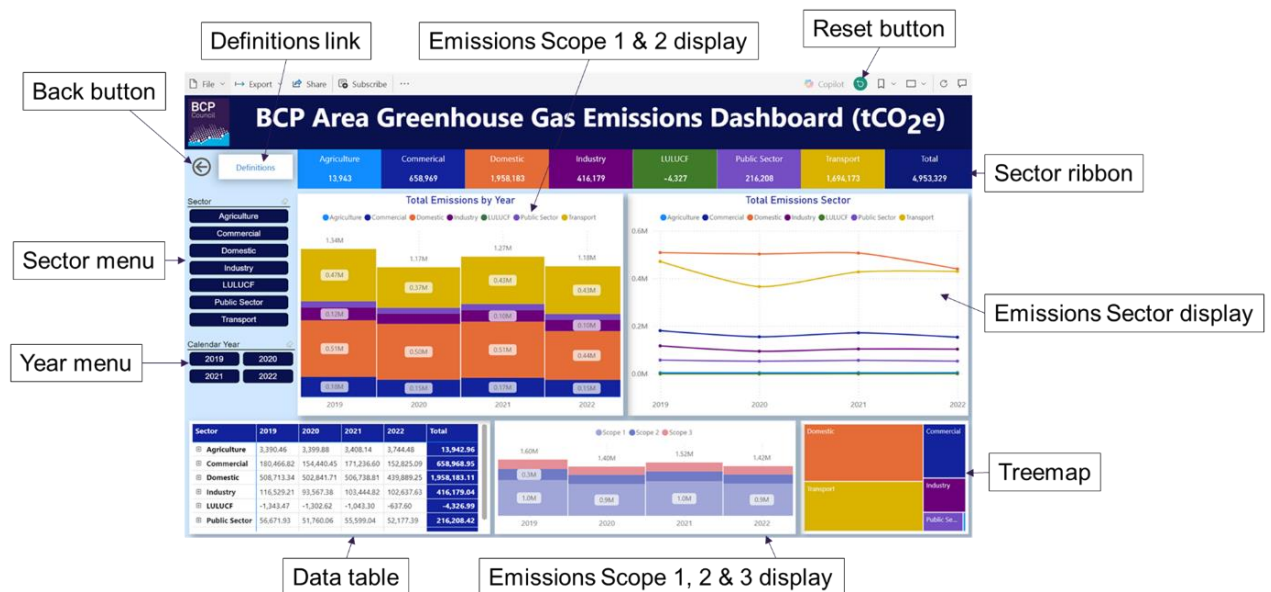 Reset button
Definitions link
Emissions Scope 1 & 2 display
Back button
File
Export
Share
Subscribe
Copilot
BCP
Council
BCP Area Greenhouse Gas Emissions Dashboard (tCO2e)
Definitions
Agriculture
13,943
Commerical
658,969
Domestic
1,958,183
Industry
416,179
LULUCF
-4,327
Public Sector
216,208
Transport
1,694,173
Total
4,953,329
Sector ribbon
Sector
Agriculture
Commercial
Domestic
Industry
LULUCF
Public Sector
Transport
Sector menu
Calendar Year
2019 2020
2021 2022
Year menu
Total Emissions by Year
Agriculture Commercial Domestic Industry LULUCF Public Sector Transport
1.34M
1.17M
1.27M
1.18M
0.47M
0.37M
0.43M
0.43M
0.12M
0.10M
0.10M
0.51M
0.50M
0.51M
0.44M
0.18M
0.15M
0.17M
0.15M
2019 2020 2021 2022
Total Emissions Sector
Agriculture Commercial Domestic Industry LULUCF Public Sector Transport
0.6M
0.4M
0.2M
0.0M
2019 2020 2021 2022
Emissions Sector display
Sector 2019 2020 2021 2022 Total
Agriculture 3,390.46 3,399.88 3,408.14 3,744.48 13,942.96
Commercial 180,466.82 154,440.45 171,236.60 152,825.09 658,968.95
Domestic 508,713.34 502,841.71 506,738.81 439,889.25 1,958,183.11
Industry 116,529.21 93,567.38 103,444.82 102,637.63 416,179.04
LULUCF -1,343.47 -1,302.62 -1,043.30 -637.60 -4,326.99
Public Sector 56,671.93 51,760.06 55,599.04 52,177.39 216,208.42
Scope 1 Scope 2 Scope 3
1.60M
1.40M
1.52M
1.42M
0.3M
1.0M
0.9M
1.0M
0.9M
2019 2020 2021 2022
Domestic
Commercial
Transport
Industry
Public Se...
Treemap
Data table
Emissions Scope 1, 2 & 3 display